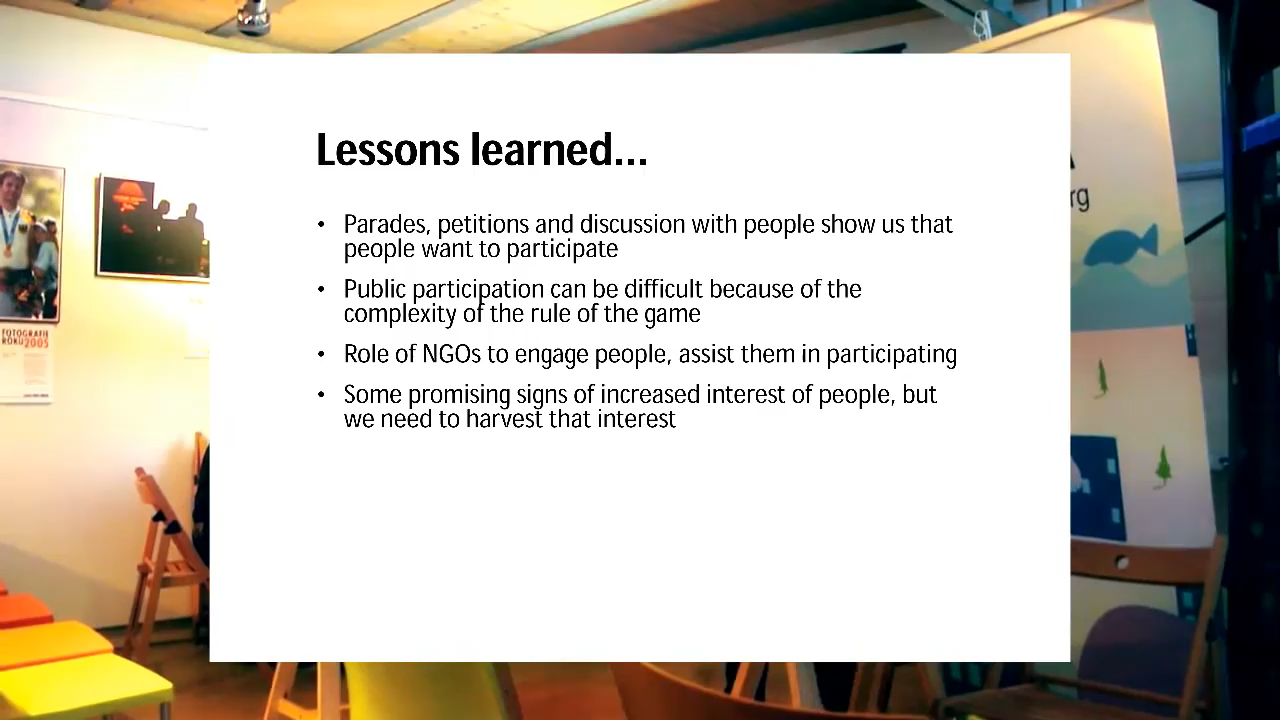 Lessons learned...
• Parades, petitions and discussion with people show us that
people want to participate
• Public participation can be difficult because of the
complexity of the rule of the game
• Role of NGOs to engage people, assist them in participating
• Some promising signs of increased interest of people, but
we need to harvest that interest
rg
FOTOGRAFIE
ROKU 2005